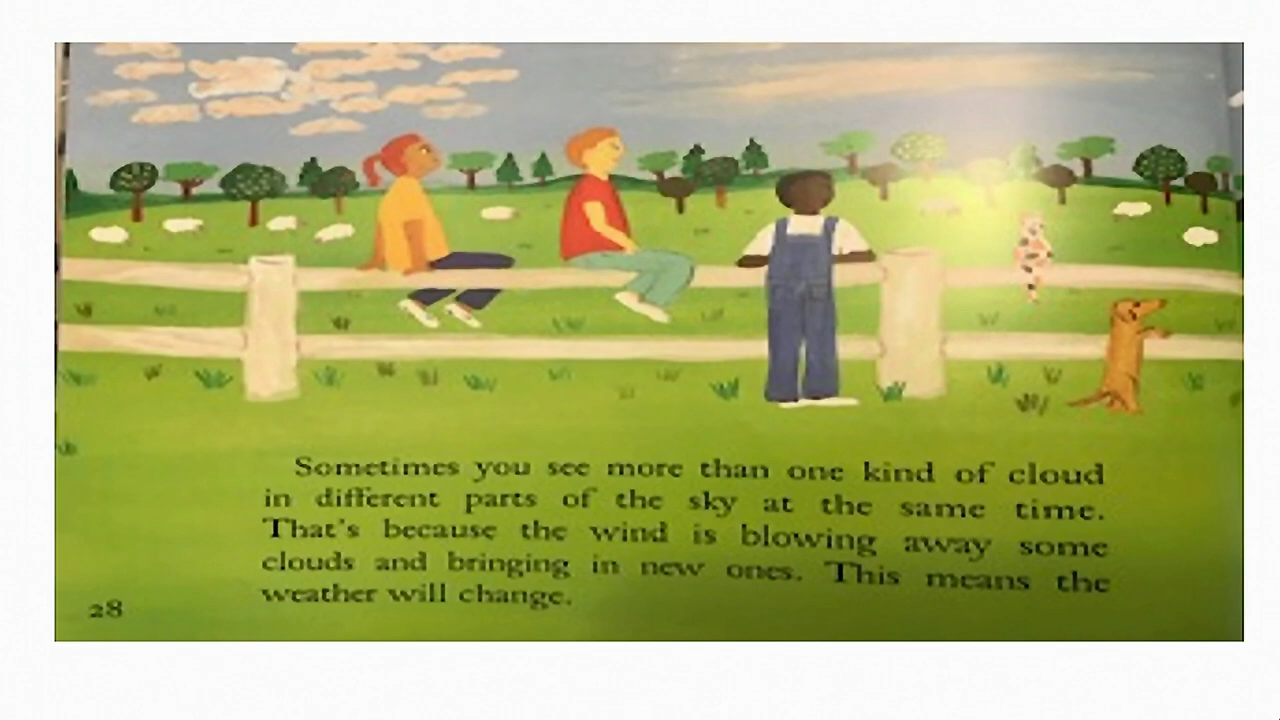 Sometimes you see more than one kind of cloud
in different parts of the sky at the same time.
That's because the wind is blowing away some
clouds and bringing in new ones. This means the
weather will change.
28